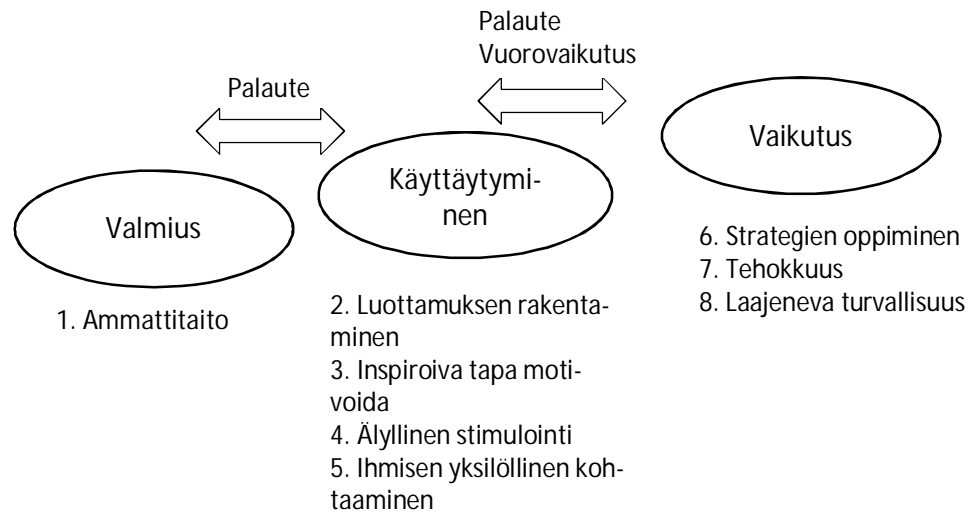 Palaute
Vuorovaikutus
Palaute
Vaikutus
Käyttäytymi-
nen
Valmius
1. Ammattitaito
2. Luottamuksen rakenta-
minen
3. Inspiroiva tapa moti-
voida
4. Älyllinen stimulointi
5. Ihmisen yksilöllinen koh-
taaminen
6. Strategien oppiminen
7. Tehokkuus
8. Laajeneva turvallisuus